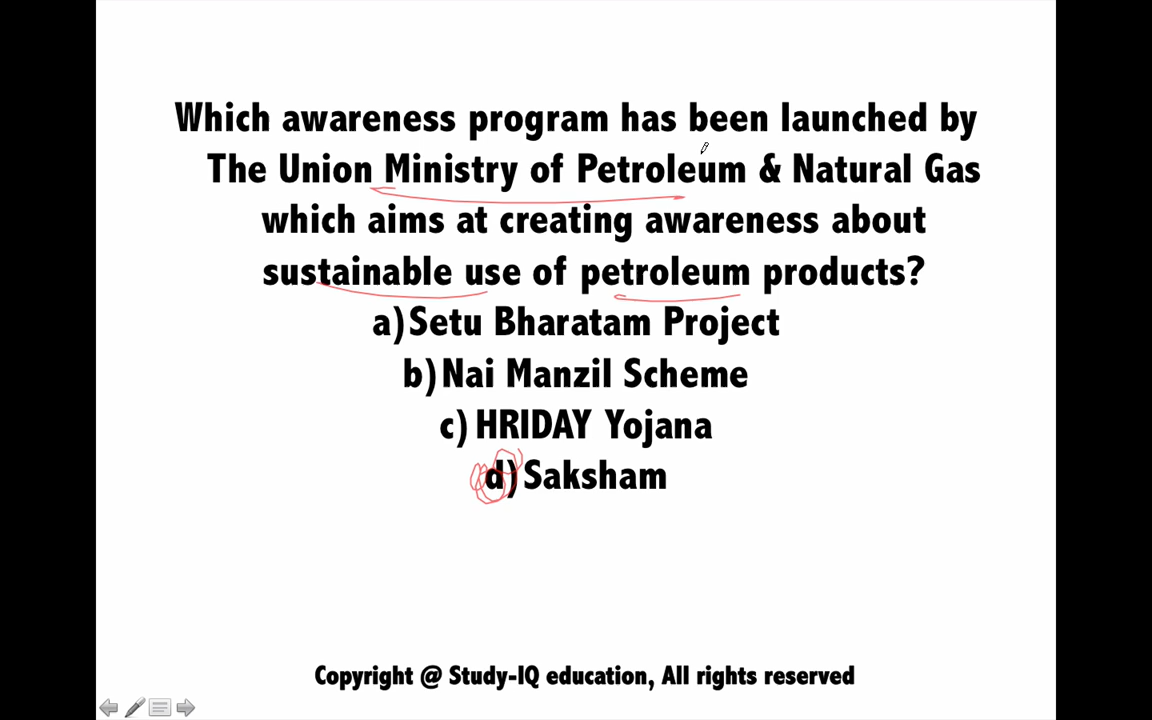 Which awareness program has been launched by
The Union Ministry of Petroleum & Natural Gas
which aims at creating awareness about
sustainable use of petroleum products?
a) Setu Bharatam Project
b) Nai Manzil Scheme
c) HRIDAY Yojana
d) Saksham
Copyright @ Study-IQ education, All rights reserved